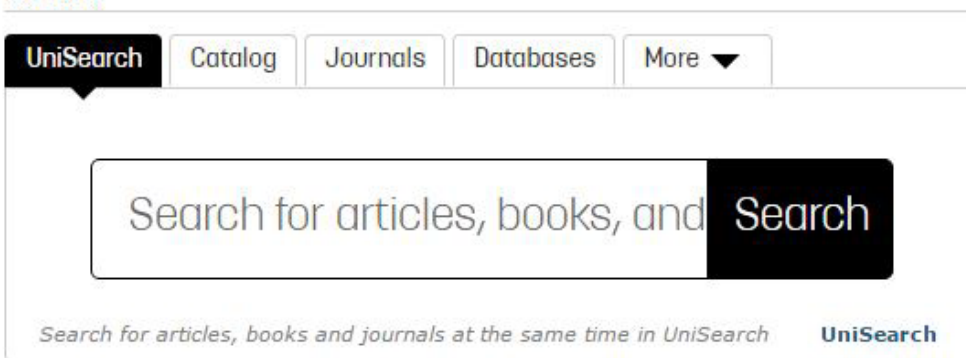 UniSearch Catalog Journals Databases More
Search for articles, books, and Search
Search for articles, books and journals at the same time in UniSearch UniSearch